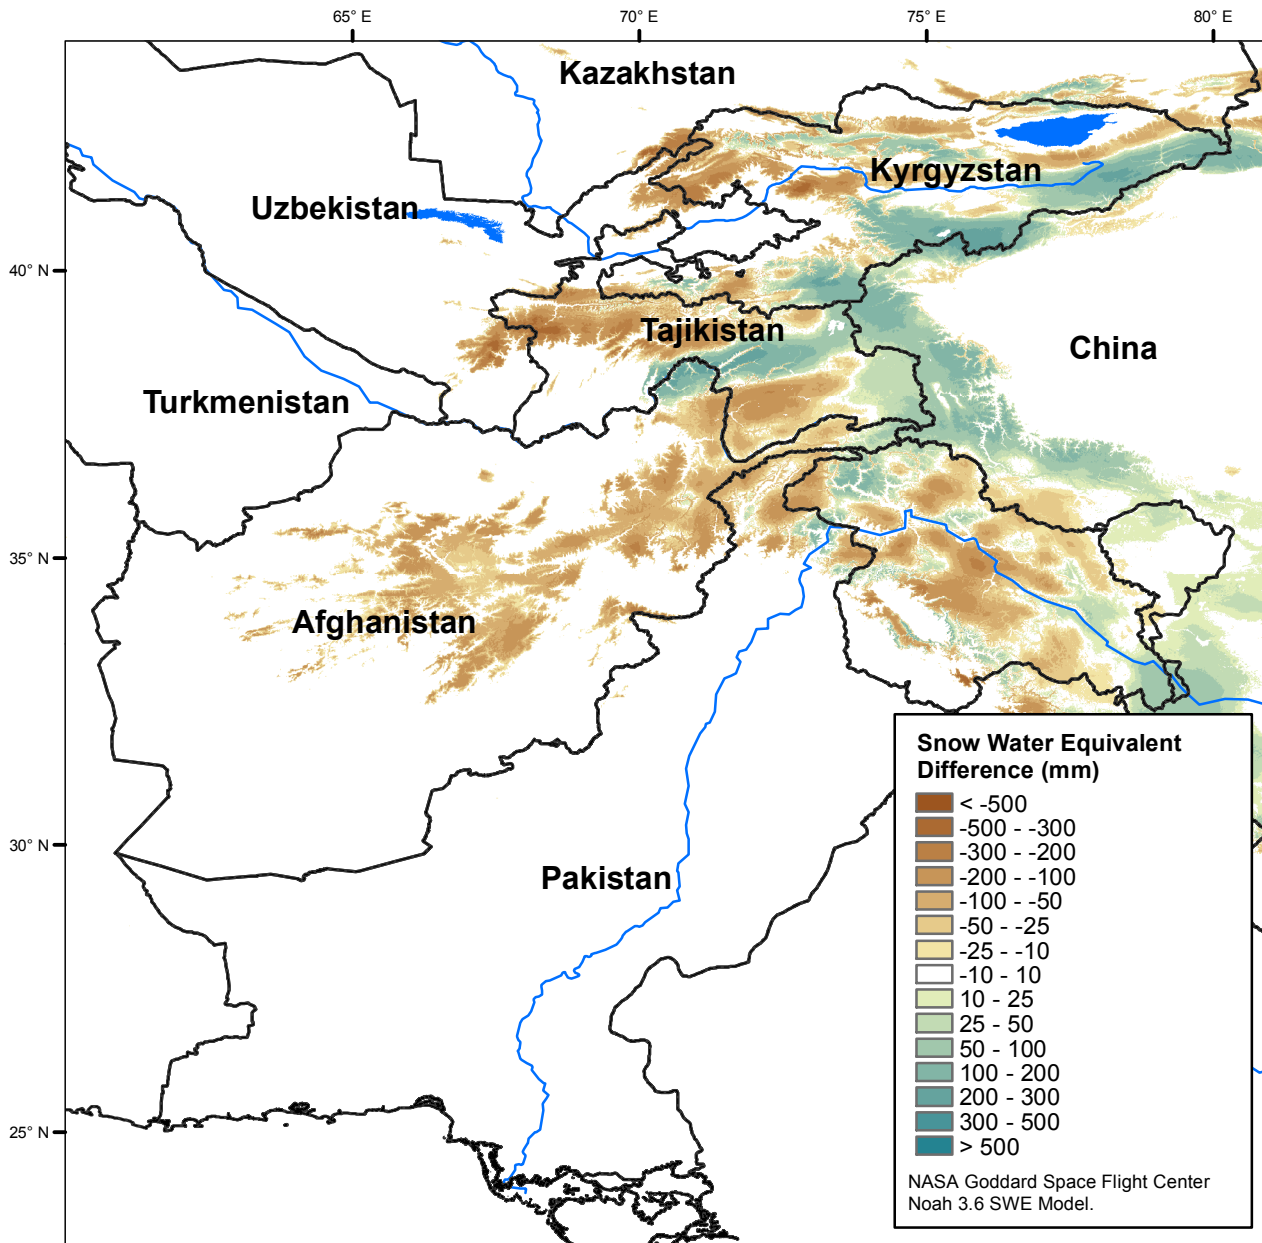 65° E
70° E
75° E
80° E
Kazakhstan
Kyrgyzstan
Uzbekistan
40° N
Tajikistan
China
Turkmenistan
35° N
Afghanistan
Snow Water Equivalent
Difference (mm)
< -500
-500 - -300
-300 - -200
-200 - -100
-100 - -50
-50 - -25
-25 - -10
-10 - 10
10 - 25
25 - 50
50 - 100
100 - 200
200 - 300
300 - 500
> 500
NASA Goddard Space Flight Center
Noah 3.6 SWE Model.
30° N
Pakistan
25° N